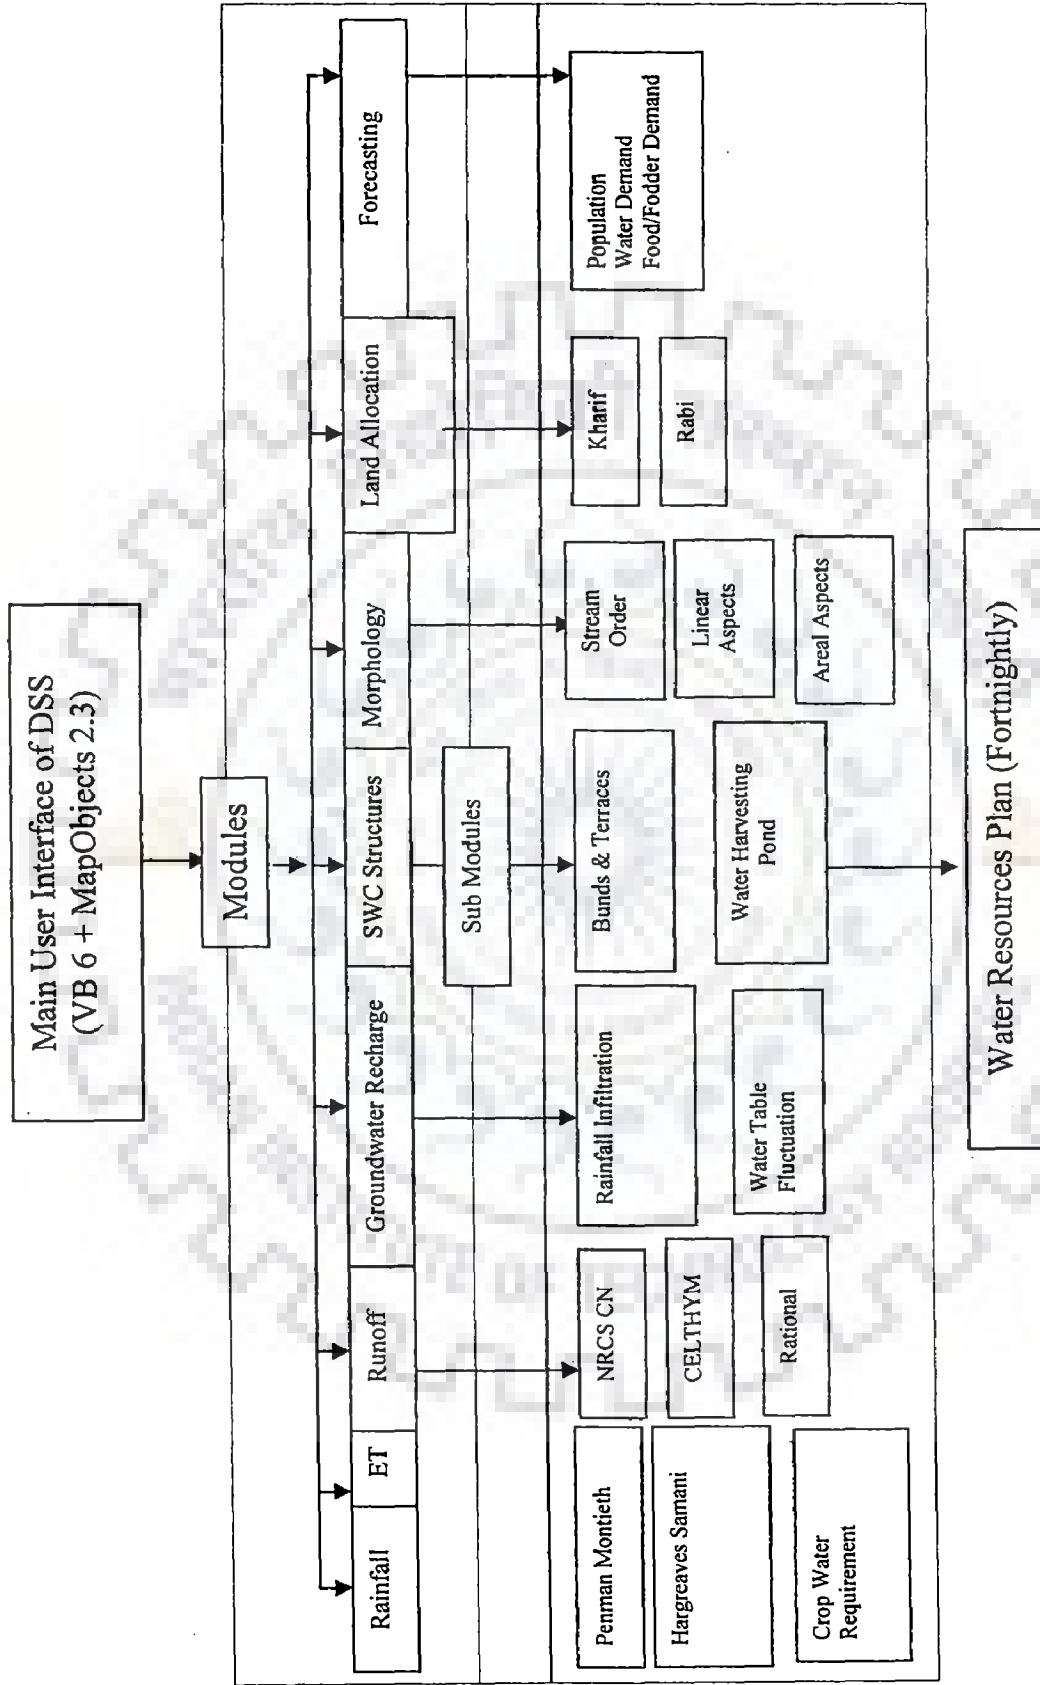 Main User Interface of DSS
(VB 6 + MapObjects 2.3)
Modules
Rainfall
ET
Runoff
Groundwater Recharge
SWC Structures
Morphology
Land Allocation
Forecasting
Sub Modules
Penman Montieth
Hargreaves Samani
Crop Water
Requirement
NRCS CN
CELTHYM
Rational
Rainfall Infiltration
Water Table
Fluctuation
Bunds & Terraces
Water Harvesting
Pond
Stream
Order
Linear
Aspects
Areal Aspects
Kharif
Rabi
Population
Water Demand
Food/Fodder Demand
Water Resources Plan (Fortnightly)